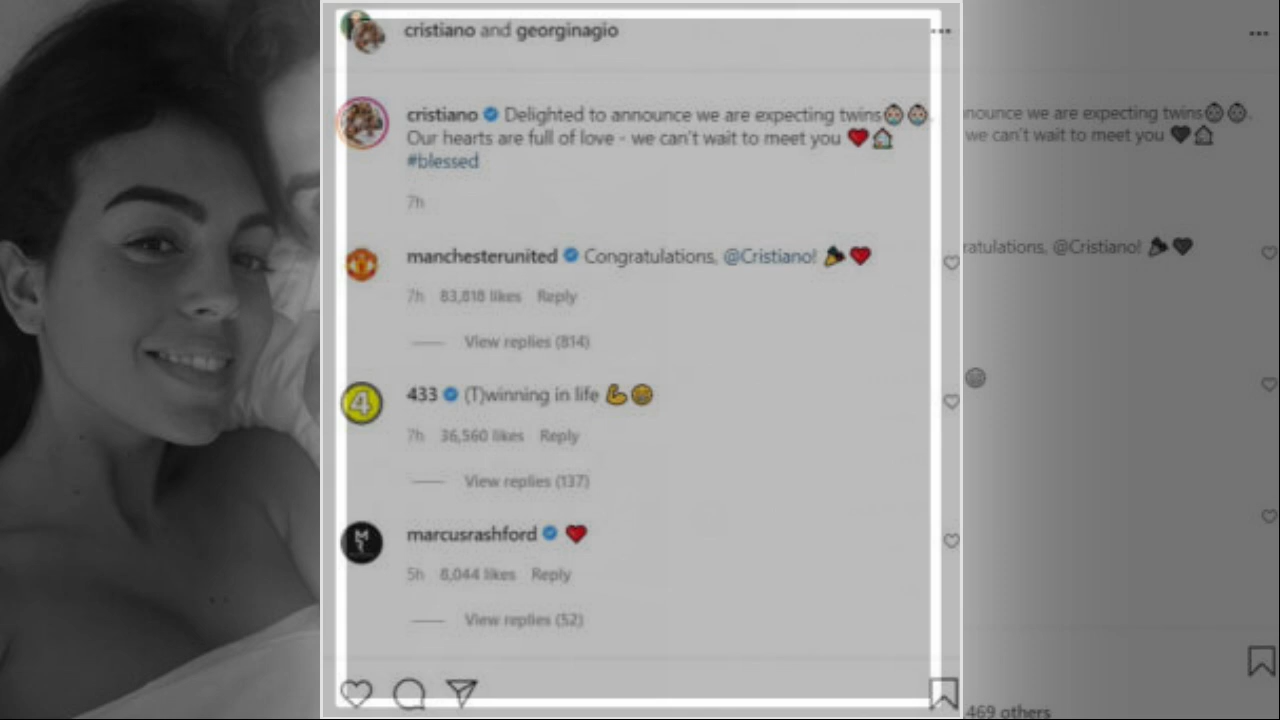 cristiano and georginagio
cristiano Delighted to announce we are expecting twins👶🏻👶🏻.
Our hearts are full of love - we can't wait to meet you ❤️🏠
#blessed
7h
manchesterunited Congratulations, @Cristiano! 🎉❤️
7h 83,818 likes Reply
View replies (814)
4
433 (T)winning in life 💪😄
7h 36,560 likes Reply
View replies (137)
marcusrashford ❤️
5h 8,044 likes Reply
View replies (52)
nounce we are expecting twins👶👶.
we can't wait to meet you 🖤🏠
ratulations, @Cristiano! 🎉🖤
469 others